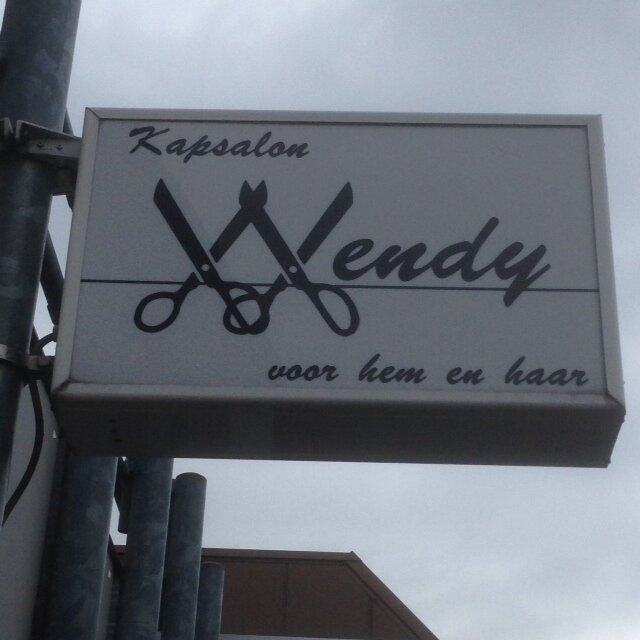 Kapsalon
Wendy
voor hem en haar